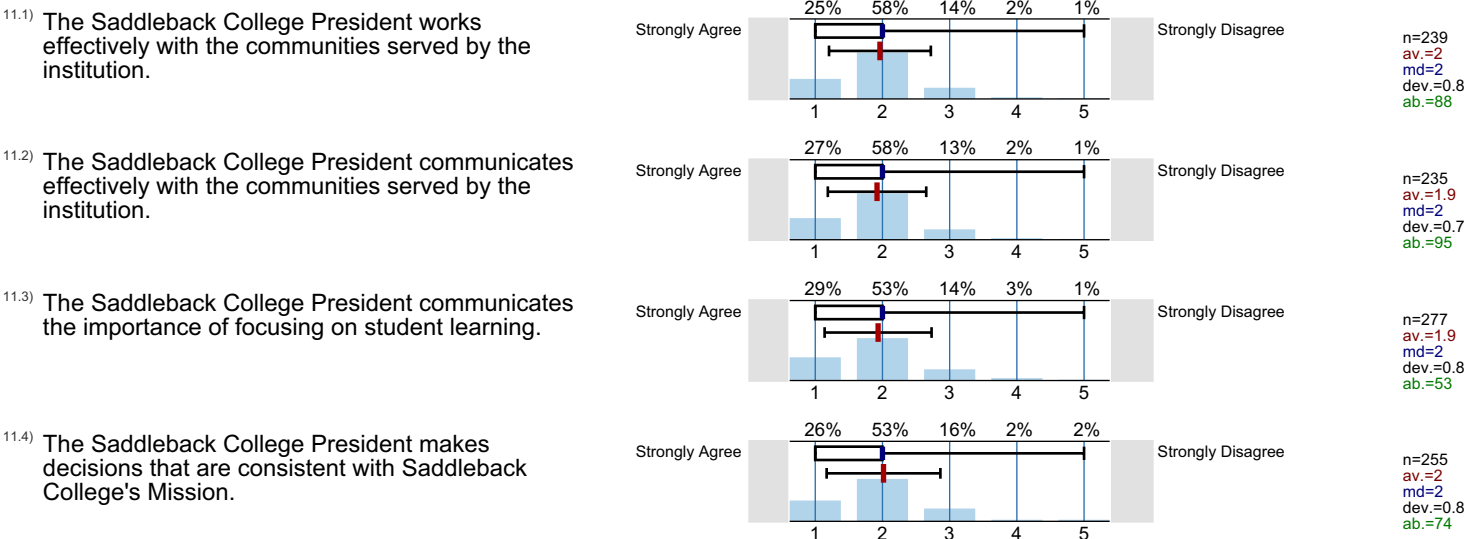 25% 58% 14% 2% 1%
11.1) The Saddleback College President works
effectively with the communities served by the
institution.
Strongly Agree
Strongly Disagree
n=239
av.=2
md=2
dev.=0.8
ab.=88
1 2 3 4 5
27% 58% 13% 2% 1%
11.2) The Saddleback College President communicates
effectively with the communities served by the
institution.
Strongly Agree
Strongly Disagree
n=235
av.=1.9
md=2
dev.=0.7
ab.=95
1 2 3 4 5
29% 53% 14% 3% 1%
11.3) The Saddleback College President communicates
the importance of focusing on student learning.
Strongly Agree
Strongly Disagree
n=277
av.=1.9
md=2
dev.=0.8
ab.=53
1 2 3 4 5
26% 53% 16% 2% 2%
11.4) The Saddleback College President makes
decisions that are consistent with Saddleback
College's Mission.
Strongly Agree
Strongly Disagree
n=255
av.=2
md=2
dev.=0.8
ab.=74
1 2 3 4 5